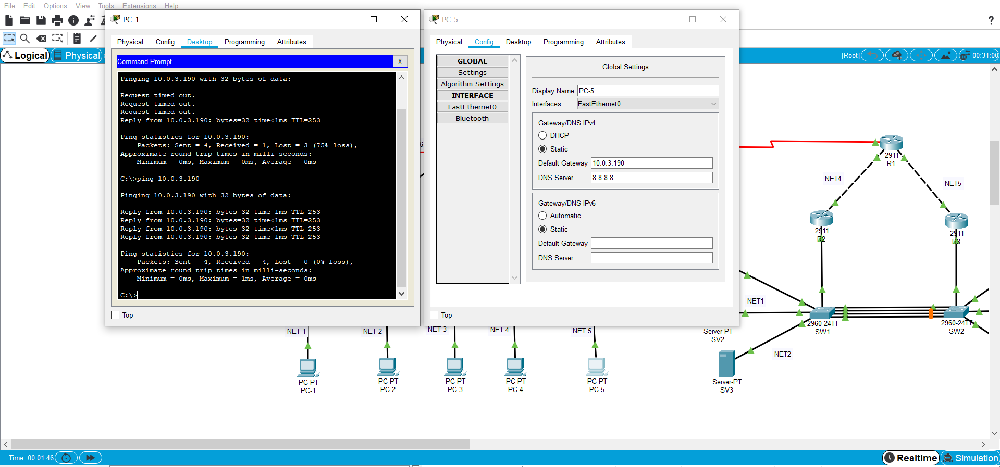 File Edit Options View Tools Extensions Help
?
Logical Physical
[Root] 00:31:00
PC-1
Physical Config Desktop Programming Attributes
Command Prompt X
Pinging 10.0.3.190 with 32 bytes of data:
Request timed out.
Request timed out.
Request timed out.
Reply from 10.0.3.190: bytes=32 time<1ms TTL=253
Ping statistics for 10.0.3.190:
Packets: Sent = 4, Received = 1, Lost = 3 (75% loss),
Approximate round trip times in milli-seconds:
Minimum = 0ms, Maximum = 0ms, Average = 0ms
C:\>ping 10.0.3.190
Pinging 10.0.3.190 with 32 bytes of data:
Reply from 10.0.3.190: bytes=32 time=1ms TTL=253
Reply from 10.0.3.190: bytes=32 time<1ms TTL=253
Reply from 10.0.3.190: bytes=32 time<1ms TTL=253
Reply from 10.0.3.190: bytes=32 time=1ms TTL=253
Ping statistics for 10.0.3.190:
Packets: Sent = 4, Received = 4, Lost = 0 (0% loss),
Approximate round trip times in milli-seconds:
Minimum = 0ms, Maximum = 1ms, Average = 0ms
C:\>
Top
PC-5
Physical Config Desktop Programming Attributes
GLOBAL
Settings
Algorithm Settings
INTERFACE
FastEthernet0
Bluetooth
Global Settings
Display Name PC-5
Interfaces FastEthernet0
Gateway/DNS IPv4
DHCP
Static
Default Gateway 10.0.3.190
DNS Server 8.8.8.8
Gateway/DNS IPv6
Automatic
Static
Default Gateway
DNS Server
Top
2911
R1
NET4
NET5
2911
R2
2911
R3
NET1
2960-24TT
SW1
2960-24TT
SW2
Server-PT
SV2
NET2
Server-PT
SV3
NET 1
NET 2
NET 3
NET 4
NET 5
PC-PT
PC-1
PC-PT
PC-2
PC-PT
PC-3
PC-PT
PC-4
PC-PT
PC-5
Time: 00:01:46
Realtime Simulation